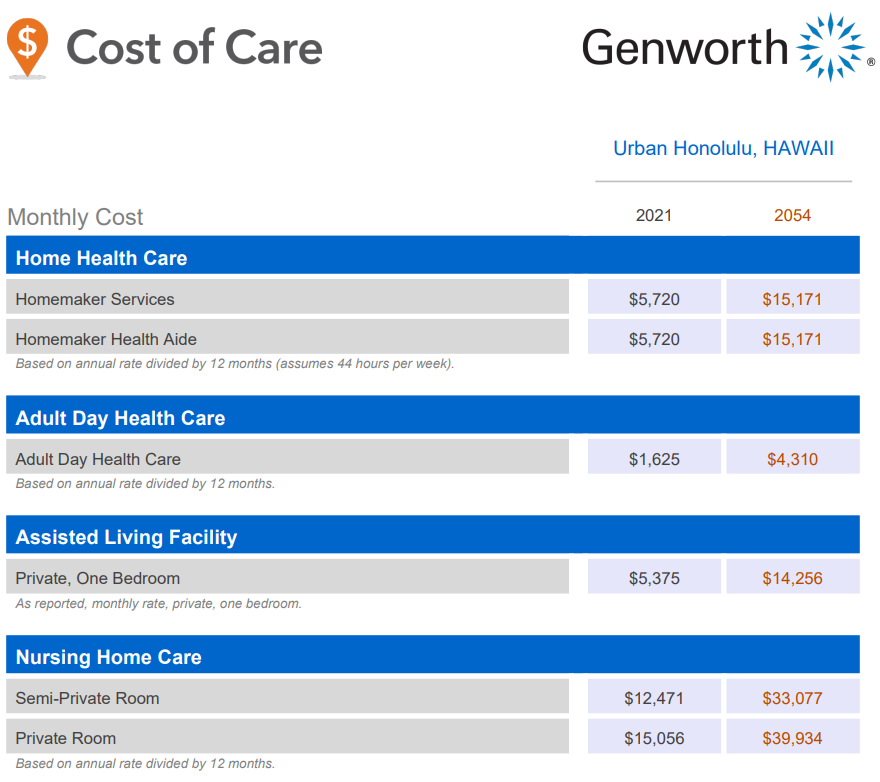 $ Cost of Care
Genworth ®
Urban Honolulu, HAWAII
Monthly Cost 2021 2054
Home Health Care
Homemaker Services $5,720 $15,171
Homemaker Health Aide $5,720 $15,171
Based on annual rate divided by 12 months (assumes 44 hours per week).
Adult Day Health Care
Adult Day Health Care $1,625 $4,310
Based on annual rate divided by 12 months.
Assisted Living Facility
Private, One Bedroom $5,375 $14,256
As reported, monthly rate, private, one bedroom.
Nursing Home Care
Semi-Private Room $12,471 $33,077
Private Room $15,056 $39,934
Based on annual rate divided by 12 months.